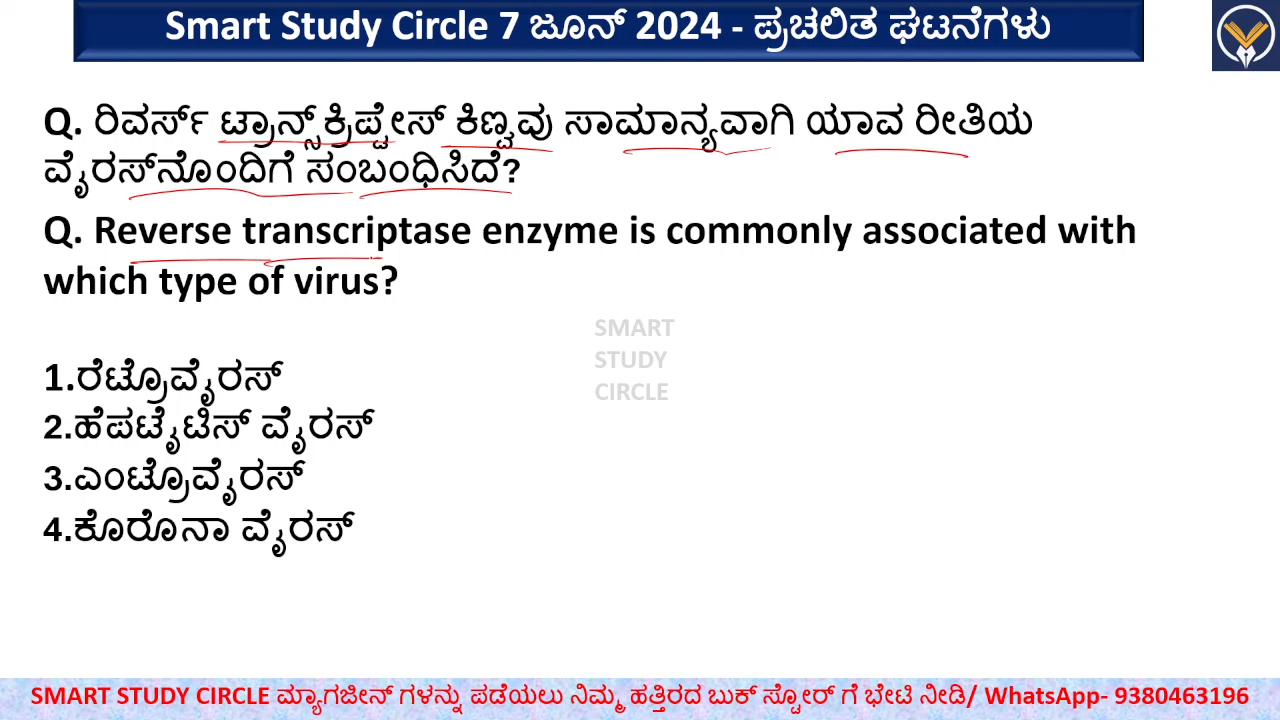 Smart Study Circle 7 ಜೂನ್ 2024 - ಪ್ರಚಲಿತ ಘಟನೆಗಳು
Q. ರಿವರ್ಸ್ ಟ್ರಾನ್ಸ್‌ಕ್ರಿಪ್ಟೇಸ್ ಕಿಣ್ವವು ಸಾಮಾನ್ಯವಾಗಿ ಯಾವ ರೀತಿಯ
ವೈರಸ್‌ನೊಂದಿಗೆ ಸಂಬಂಧಿಸಿದೆ?
Q. Reverse transcriptase enzyme is commonly associated with
which type of virus?
SMART
STUDY
CIRCLE
1.ರೆಟ್ರೊವೈರಸ್
2.ಹೆಪಟೈಟಿಸ್ ವೈರಸ್
3.ಎಂಟ್ರೊವೈರಸ್
4.ಕೊರೊನಾ ವೈರಸ್
SMART STUDY CIRCLE ಮ್ಯಾಗಜೀನ್ ಗಳನ್ನು ಪಡೆಯಲು ನಿಮ್ಮ ಹತ್ತಿರದ ಬುಕ್ ಸ್ಟೋರ್ ಗೆ ಭೇಟಿ ನೀಡಿ/ WhatsApp- 9380463196